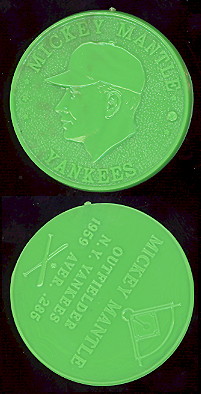 MICKEY MANTLE
YANKEES
MICKEY MANTLE
OUTFIELDER
N.Y. YANKEES
1959 AVER. .285